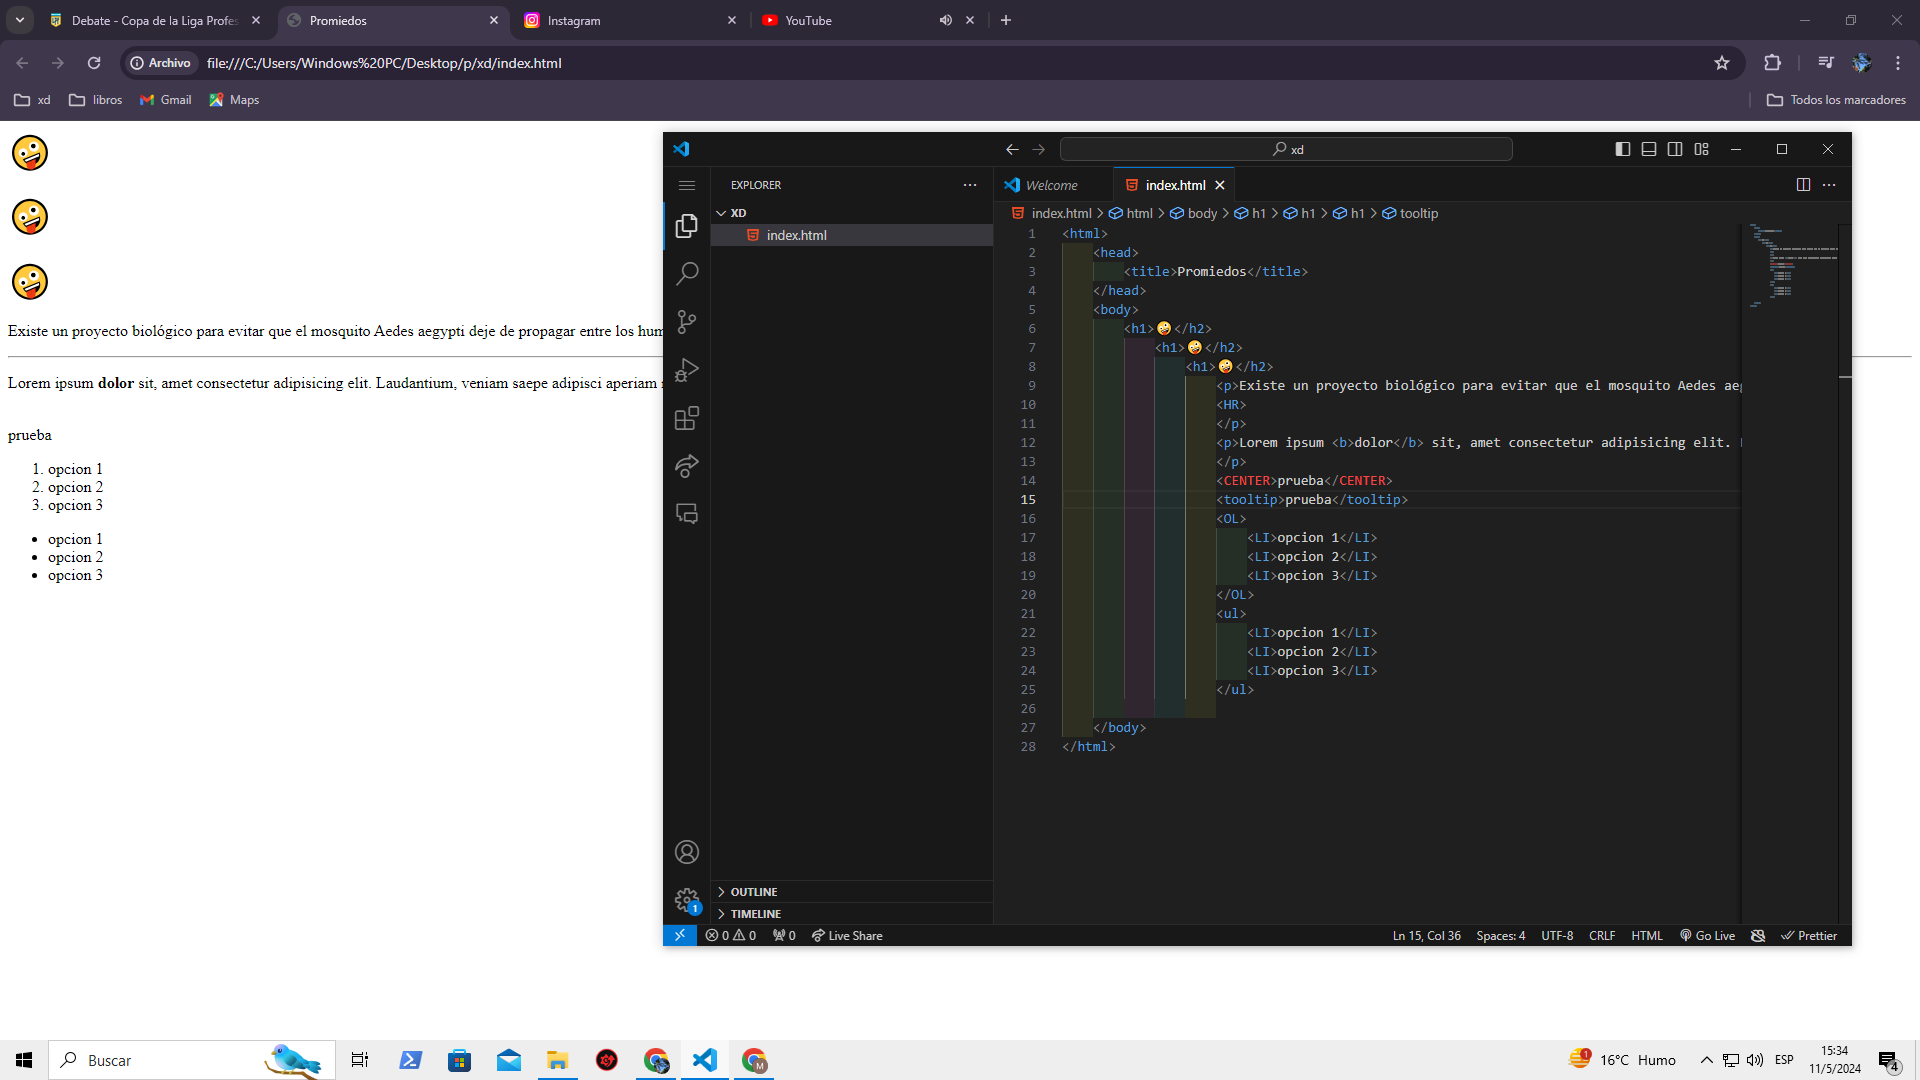 Debate - Copa de la Liga Profes
Promiedos
Instagram
YouTube
Archivo
file:///C:/Users/Windows%20PC/Desktop/p/xd/index.html
xd
libros
Gmail
Maps
Todos los marcadores
Existe un proyecto biológico para evitar que el mosquito Aedes aegypti deje de propagar entre los hum
Lorem ipsum dolor sit, amet consectetur adipisicing elit. Laudantium, veniam saepe adipisci aperiam
prueba
1. opcion 1
2. opcion 2
3. opcion 3
• opcion 1
• opcion 2
• opcion 3
xd
EXPLORER
XD
index.html
OUTLINE
TIMELINE
Welcome
index.html
index.html > html > body > h1 > h1 > h1 > tooltip
1 <html>
2 <head>
3 <title>Promiedos</title>
4 </head>
5 <body>
6 <h1>🤪</h2>
7 <h1>🤪</h2>
8 <h1>🤪</h2>
9 <p>Existe un proyecto biológico para evitar que el mosquito Aedes aeg
10 <HR>
11 </p>
12 <p>Lorem ipsum <b>dolor</b> sit, amet consectetur adipisicing elit.
13 </p>
14 <CENTER>prueba</CENTER>
15 <tooltip>prueba</tooltip>
16 <OL>
17 <LI>opcion 1</LI>
18 <LI>opcion 2</LI>
19 <LI>opcion 3</LI>
20 </OL>
21 <ul>
22 <LI>opcion 1</LI>
23 <LI>opcion 2</LI>
24 <LI>opcion 3</LI>
25 </ul>
26
27 </body>
28 </html>
1
0 0 0 Live Share
Ln 15, Col 36 Spaces: 4 UTF-8 CRLF HTML Go Live Prettier
Buscar
M
1
16°C Humo
ESP
15:34
11/5/2024
4